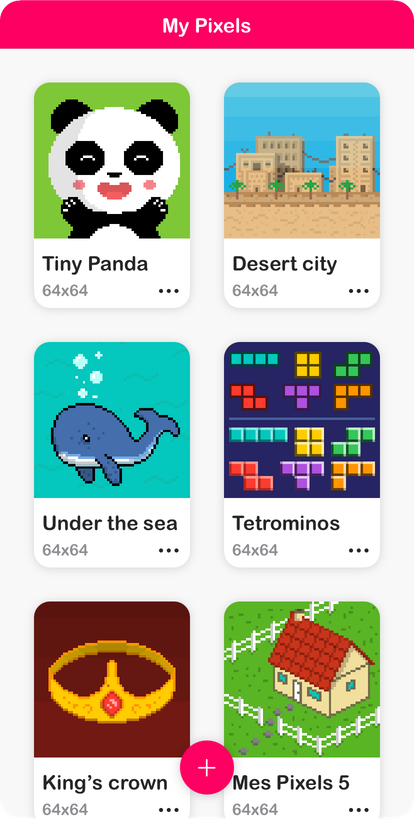 My Pixels
Tiny Panda
64x64
Desert city
64x64
Under the sea
64x64
Tetrominos
64x64
King’s crown
64x64
Mes Pixels 5
64x64